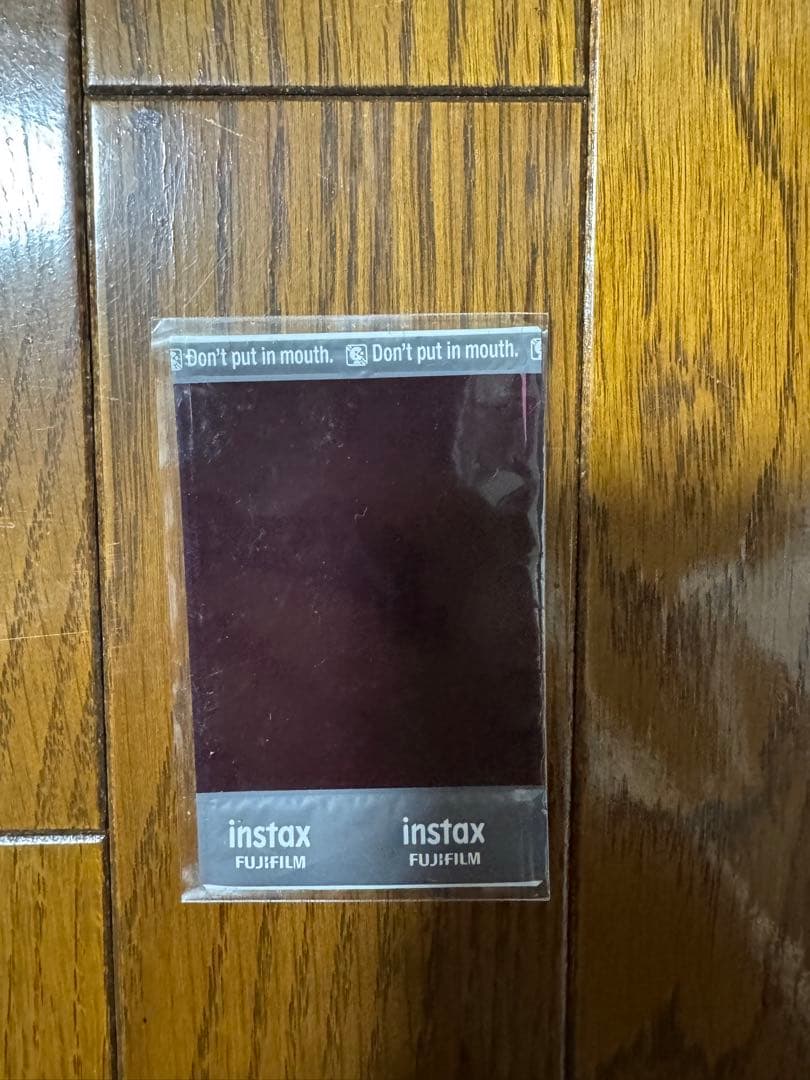 Don't put in mouth. Don't put in mouth.
instax instax
FUJIFILM FUJIFILM